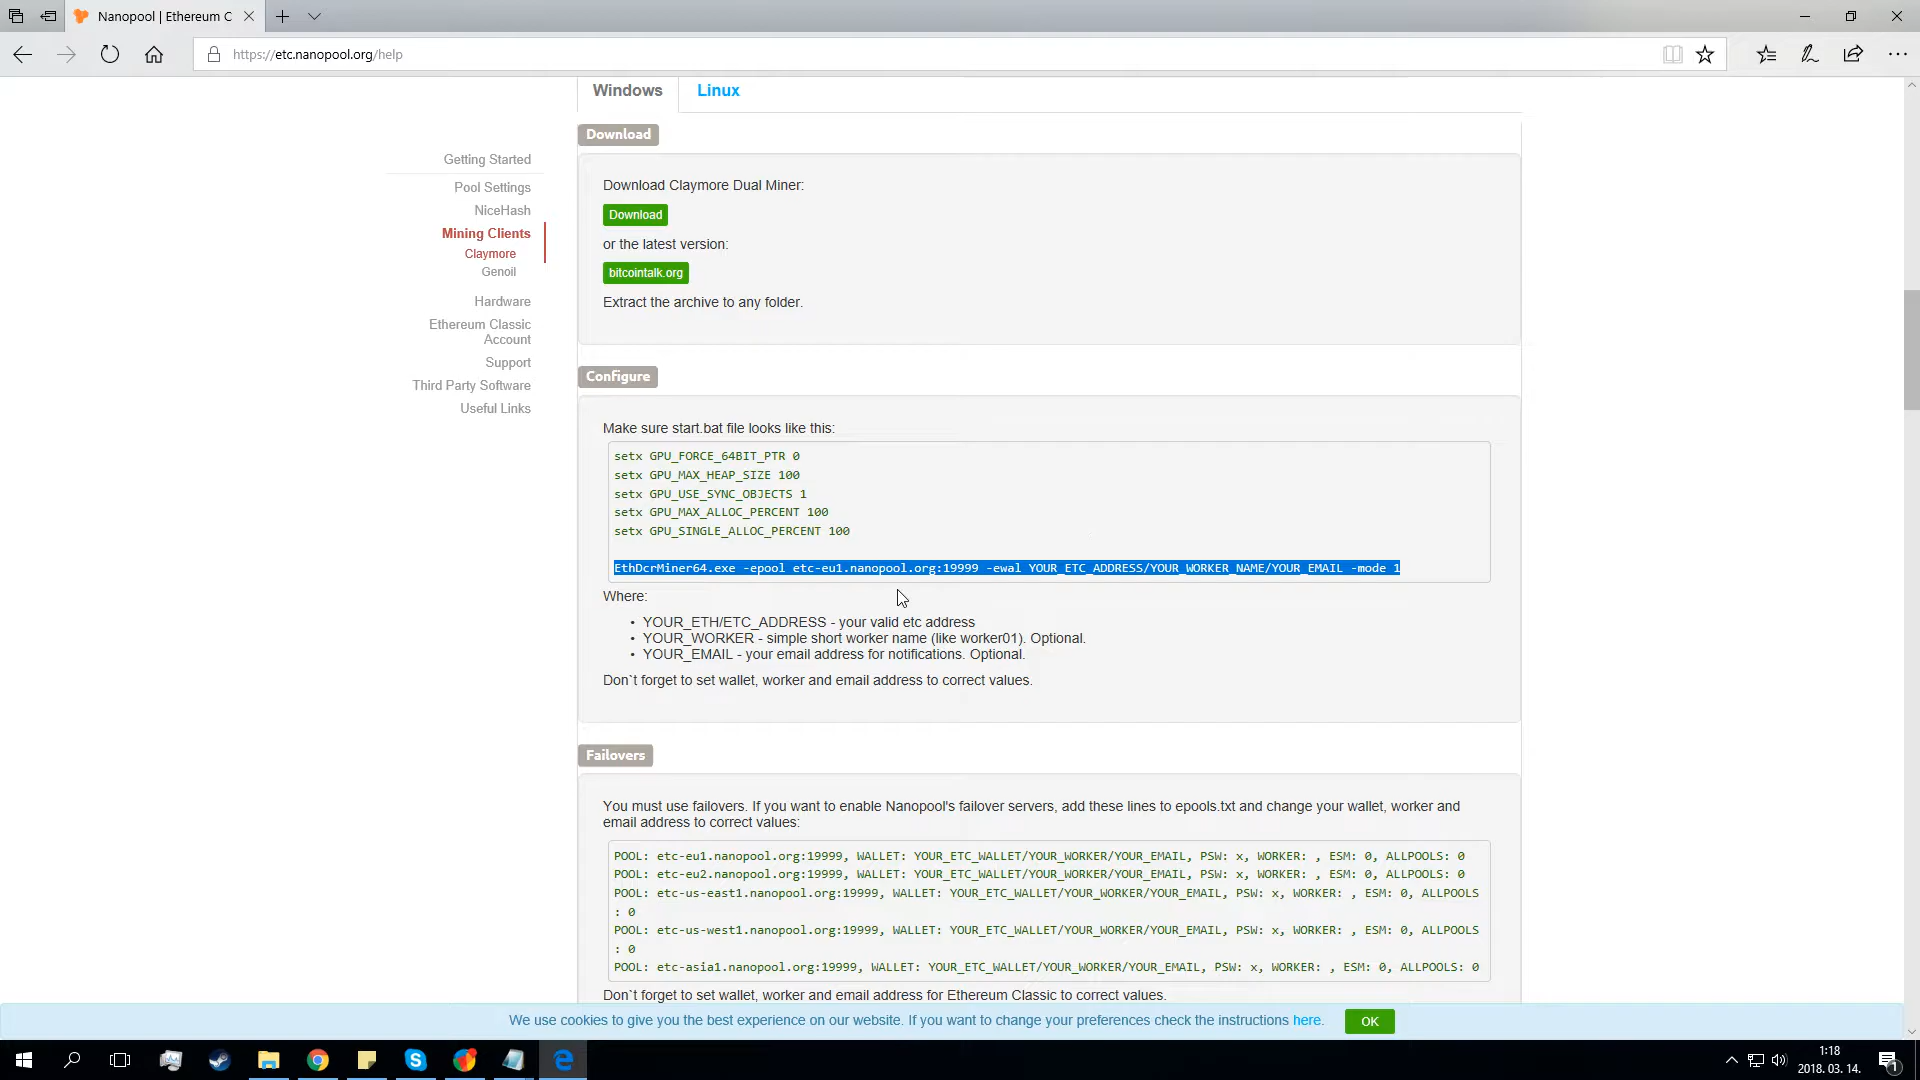 Nanopool | Ethereum C
https://etc.nanopool.org/help
Windows
Linux
Getting Started
Pool Settings
NiceHash
Mining Clients
Claymore
Genoil
Hardware
Ethereum Classic
Account
Support
Third Party Software
Useful Links
Download
Download Claymore Dual Miner:
Download
or the latest version:
bitcointalk.org
Extract the archive to any folder.
Configure
Make sure start.bat file looks like this:
setx GPU_FORCE_64BIT_PTR 0
setx GPU_MAX_HEAP_SIZE 100
setx GPU_USE_SYNC_OBJECTS 1
setx GPU_MAX_ALLOC_PERCENT 100
setx GPU_SINGLE_ALLOC_PERCENT 100
EthDcrMiner64.exe -epool etc-eu1.nanopool.org:19999 -ewal YOUR_ETC_ADDRESS/YOUR_WORKER_NAME/YOUR_EMAIL -mode 1
Where:
• YOUR_ETH/ETC_ADDRESS - your valid etc address
• YOUR_WORKER - simple short worker name (like worker01). Optional.
• YOUR_EMAIL - your email address for notifications. Optional.
Don`t forget to set wallet, worker and email address to correct values.
Failovers
You must use failovers. If you want to enable Nanopool's failover servers, add these lines to epools.txt and change your wallet, worker and
email address to correct values:
POOL: etc-eu1.nanopool.org:19999, WALLET: YOUR_ETC_WALLET/YOUR_WORKER/YOUR_EMAIL, PSW: x, WORKER: , ESM: 0, ALLPOOLS: 0
POOL: etc-eu2.nanopool.org:19999, WALLET: YOUR_ETC_WALLET/YOUR_WORKER/YOUR_EMAIL, PSW: x, WORKER: , ESM: 0, ALLPOOLS: 0
POOL: etc-us-east1.nanopool.org:19999, WALLET: YOUR_ETC_WALLET/YOUR_WORKER/YOUR_EMAIL, PSW: x, WORKER: , ESM: 0, ALLPOOLS
: 0
POOL: etc-us-west1.nanopool.org:19999, WALLET: YOUR_ETC_WALLET/YOUR_WORKER/YOUR_EMAIL, PSW: x, WORKER: , ESM: 0, ALLPOOLS
: 0
POOL: etc-asia1.nanopool.org:19999, WALLET: YOUR_ETC_WALLET/YOUR_WORKER/YOUR_EMAIL, PSW: x, WORKER: , ESM: 0, ALLPOOLS: 0
Don`t forget to set wallet, worker and email address for Ethereum Classic to correct values.
We use cookies to give you the best experience on our website. If you want to change your preferences check the instructions here.
OK
1:18
2018. 03. 14.
1